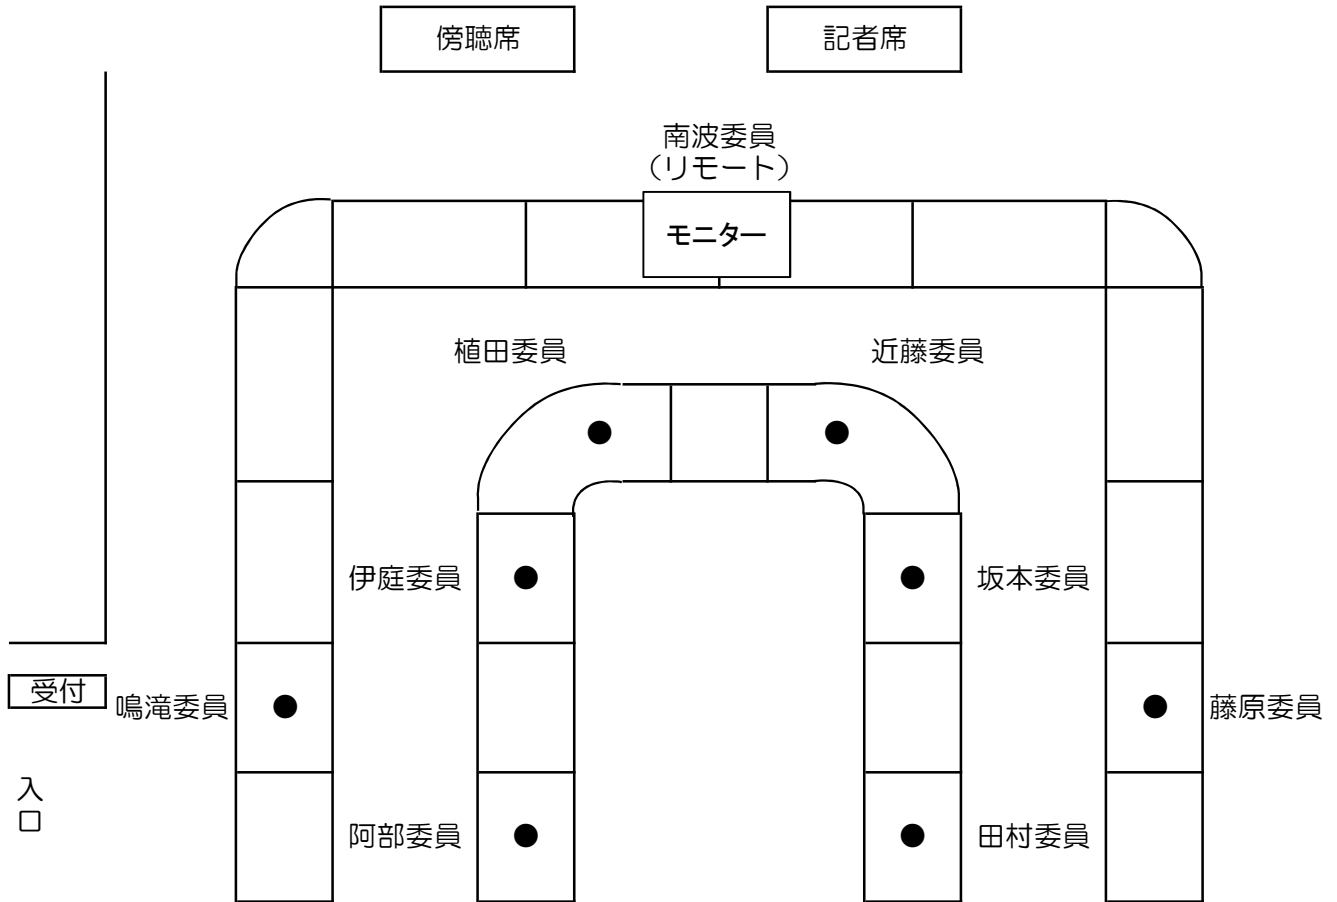 傍聴席
記者席
南波委員
(リモート)
モニター
植田委員
近藤委員
伊庭委員
坂本委員
受付
鳴滝委員
藤原委員
入口
阿部委員
田村委員